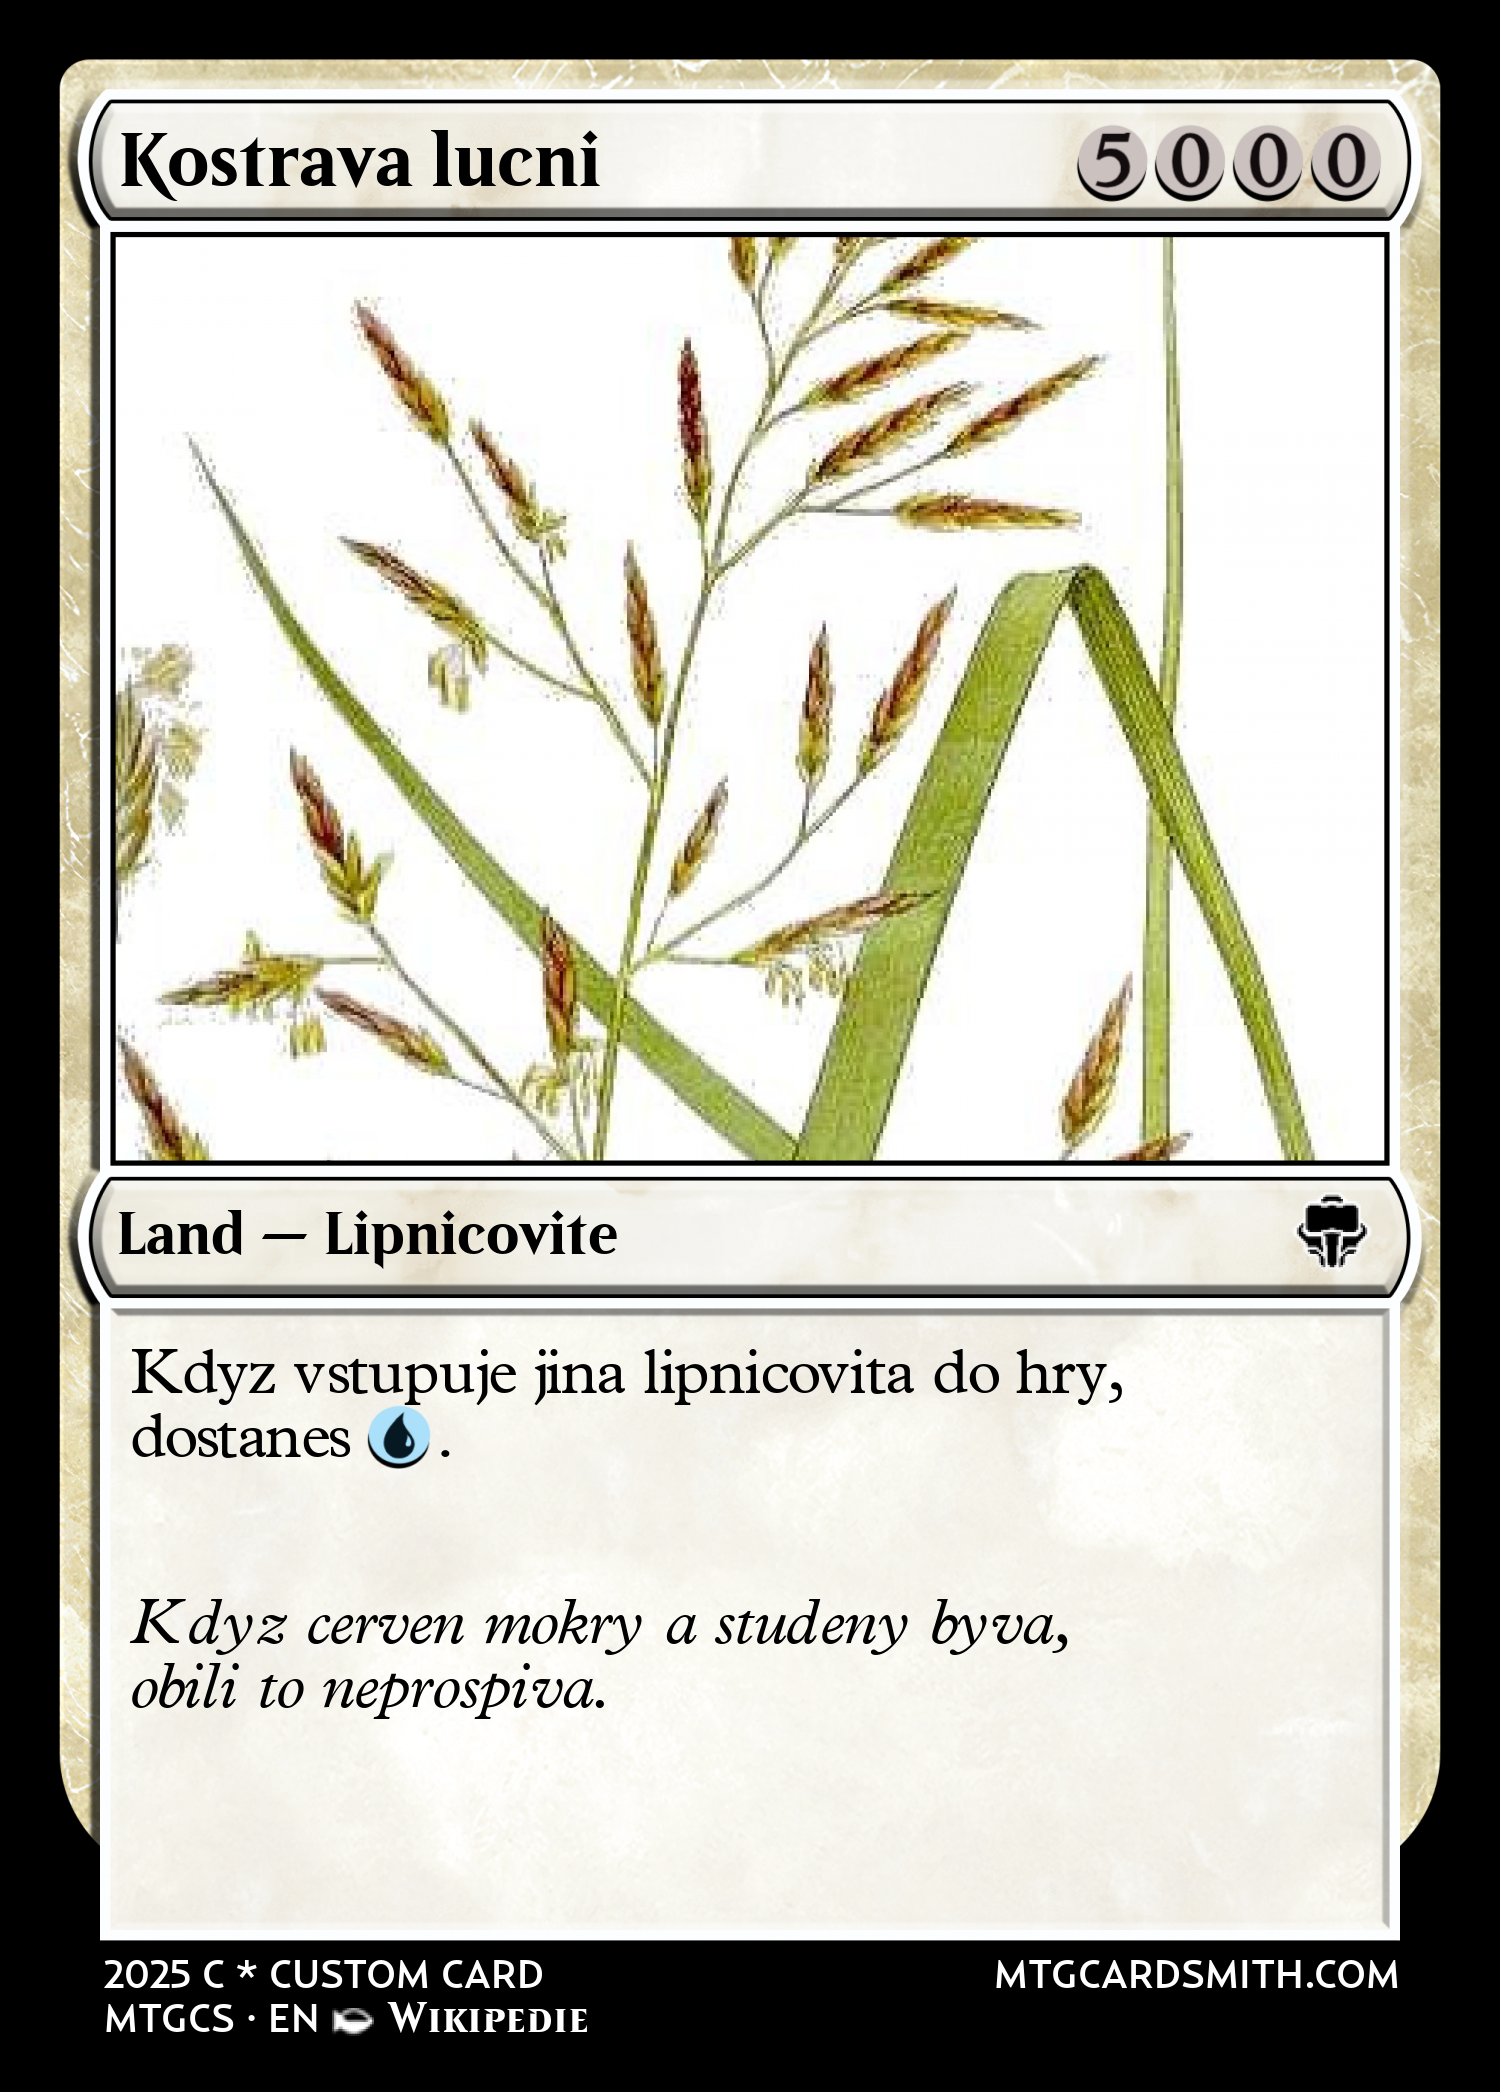 Kostrava lucni 5000
Land — Lipnicovite
Kdyz vstupuje jina lipnicovita do hry,
dostanes .
Kdyz cerven mokry a studeny byva,
obili to neprospiva.
2025 C * CUSTOM CARD
MTGCARDSMITH.COM
MTGCS · EN WIKIPEDIE